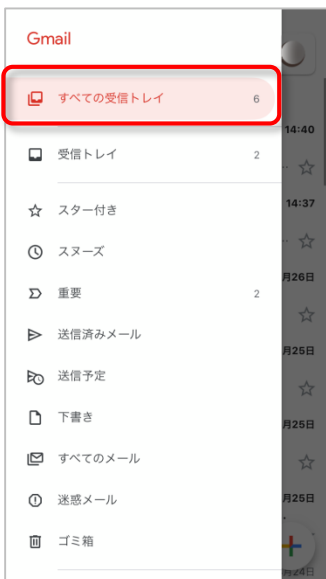 Gmail
すべての受信トレイ 6
14:40
受信トレイ 2
14:37
スター付き
スヌーズ
月26日
重要 2
送信済みメール
月25日
送信予定
下書き
月25日
すべてのメール
迷惑メール
月25日
ゴミ箱
月24日